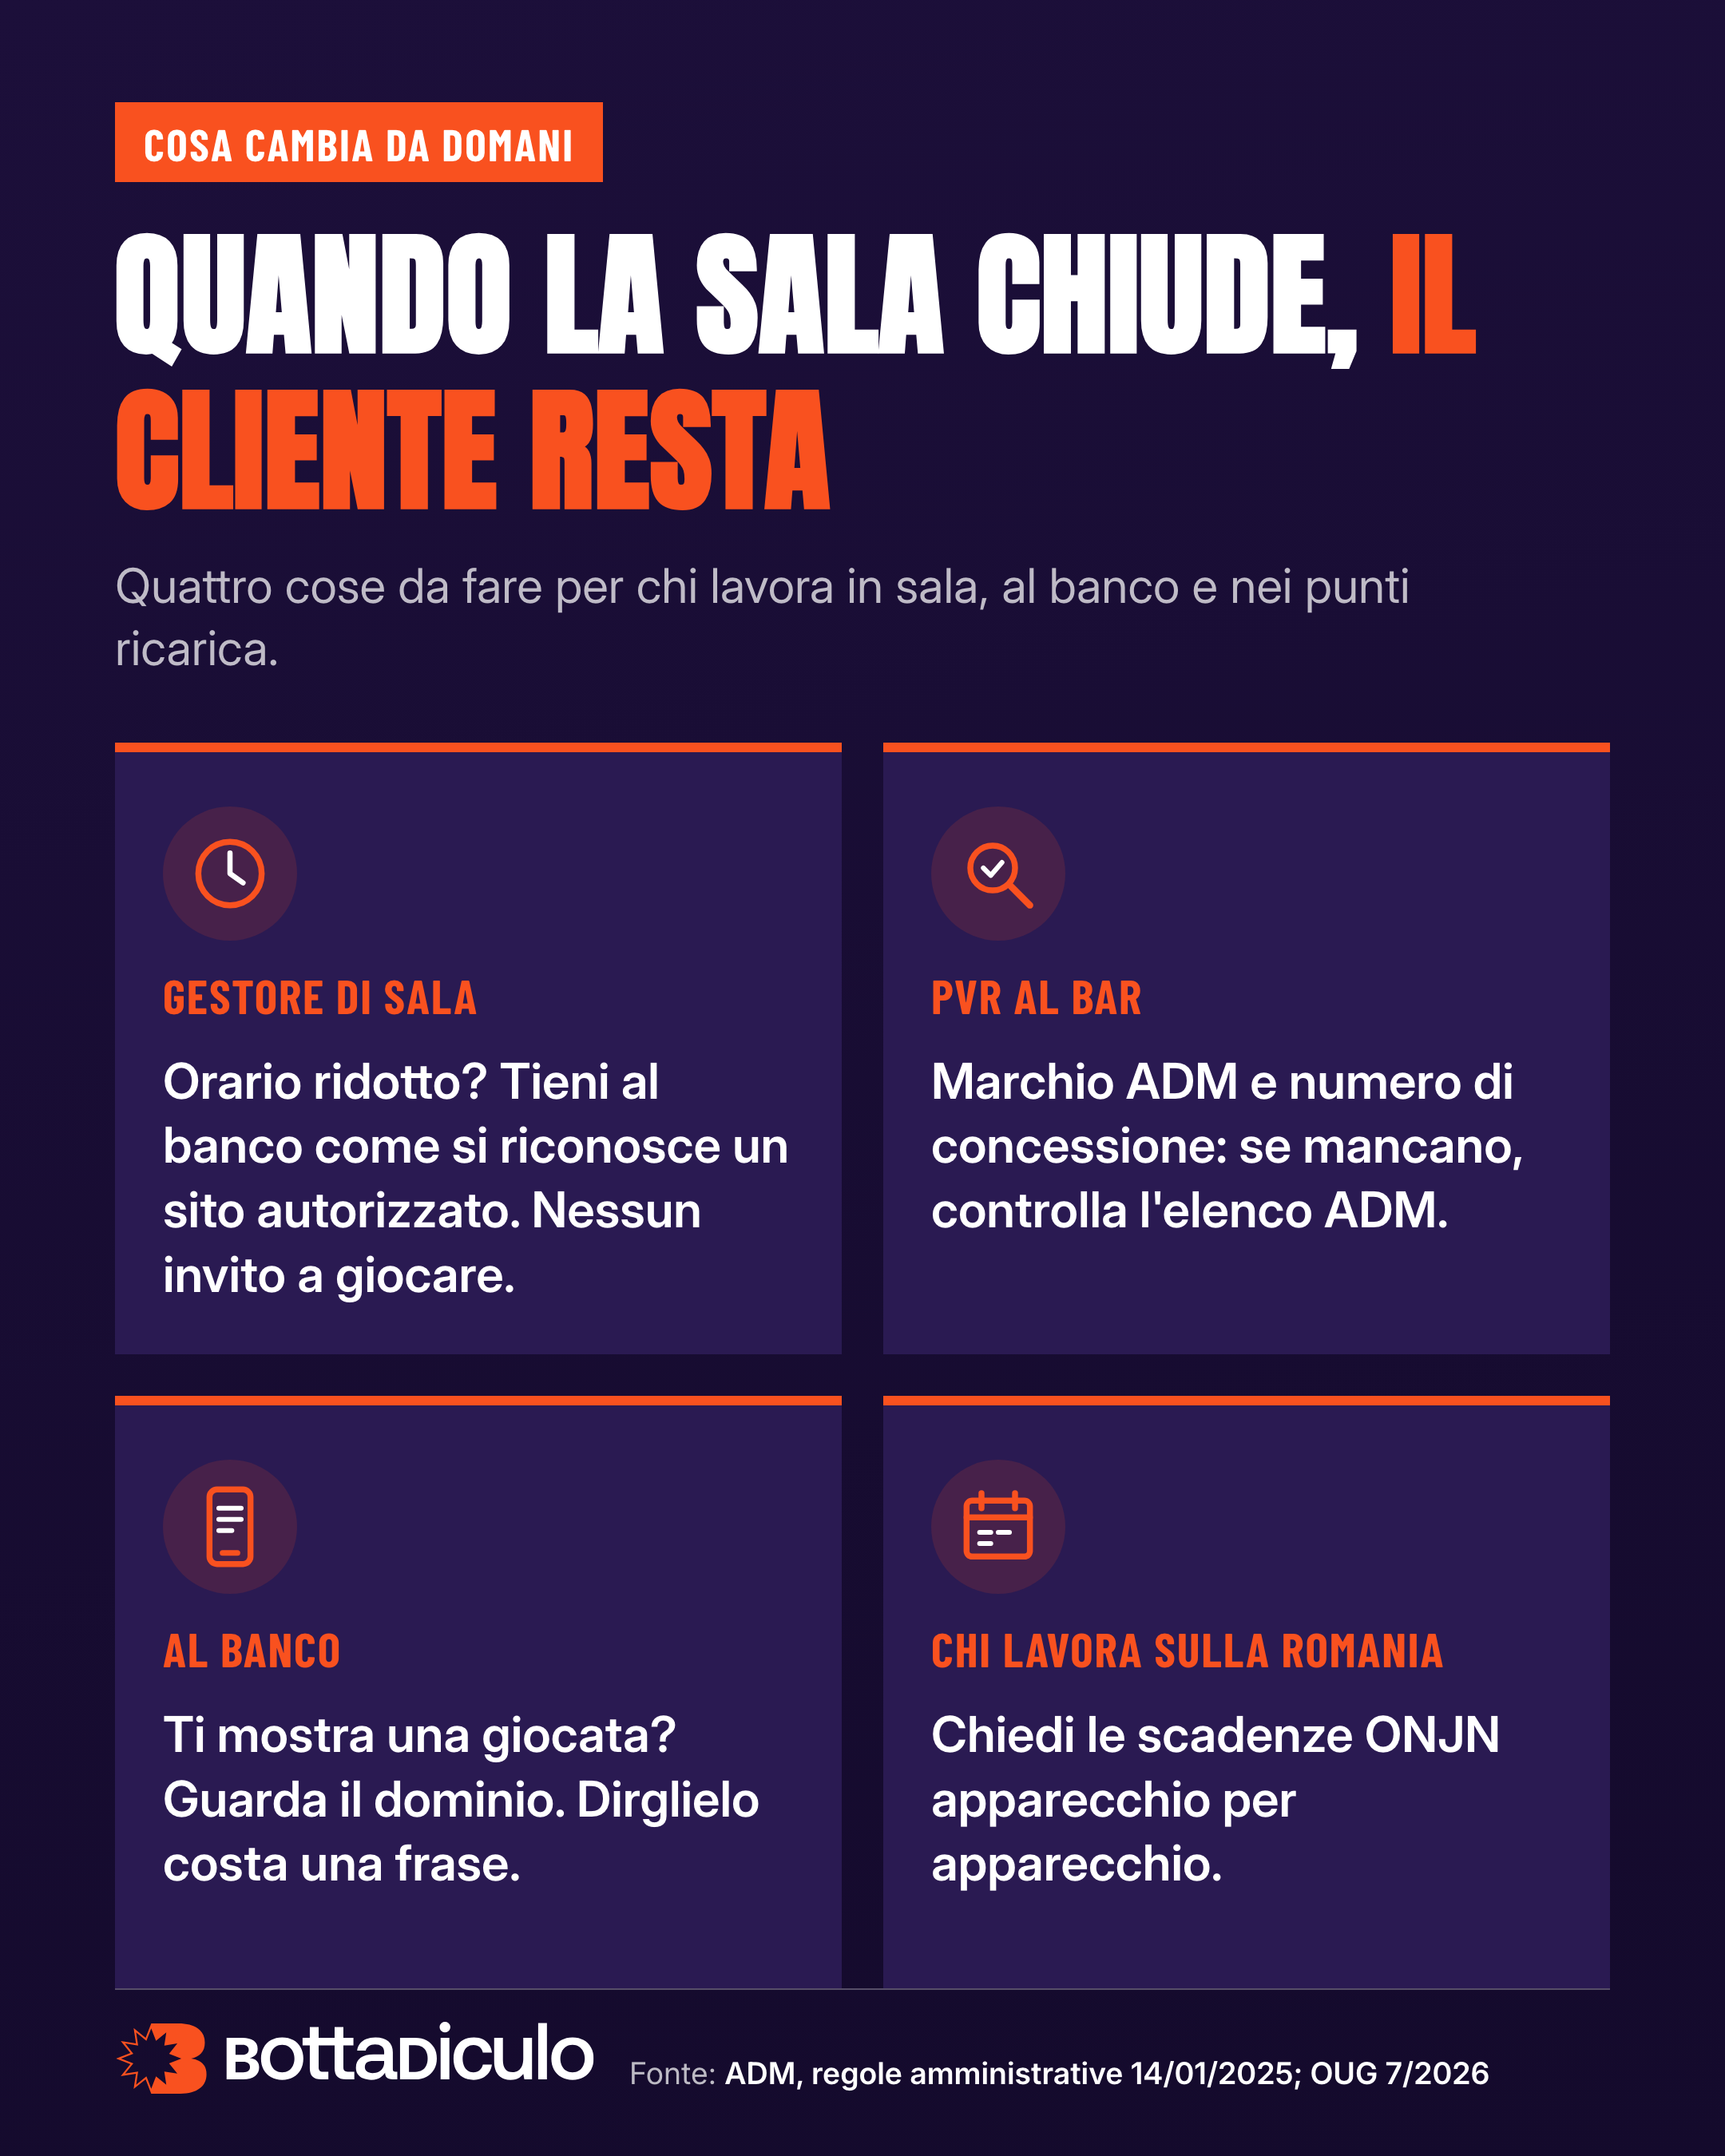 COSA CAMBIA DA DOMANI
QUANDO LA SALA CHIUDE, IL
CLIENTE RESTA
Quattro cose da fare per chi lavora in sala, al banco e nei punti
ricarica.
GESTORE DI SALA
Orario ridotto? Tieni al
banco come si riconosce un
sito autorizzato. Nessun
invito a giocare.
PVR AL BAR
Marchio ADM e numero di
concessione: se mancano,
controlla l'elenco ADM.
AL BANCO
Ti mostra una giocata?
Guarda il dominio. Dirglielo
costa una frase.
CHI LAVORA SULLA ROMANIA
Chiedi le scadenze ONJN
apparecchio per
apparecchio.
BottaDiculo
Fonte: ADM, regole amministrative 14/01/2025; OUG 7/2026